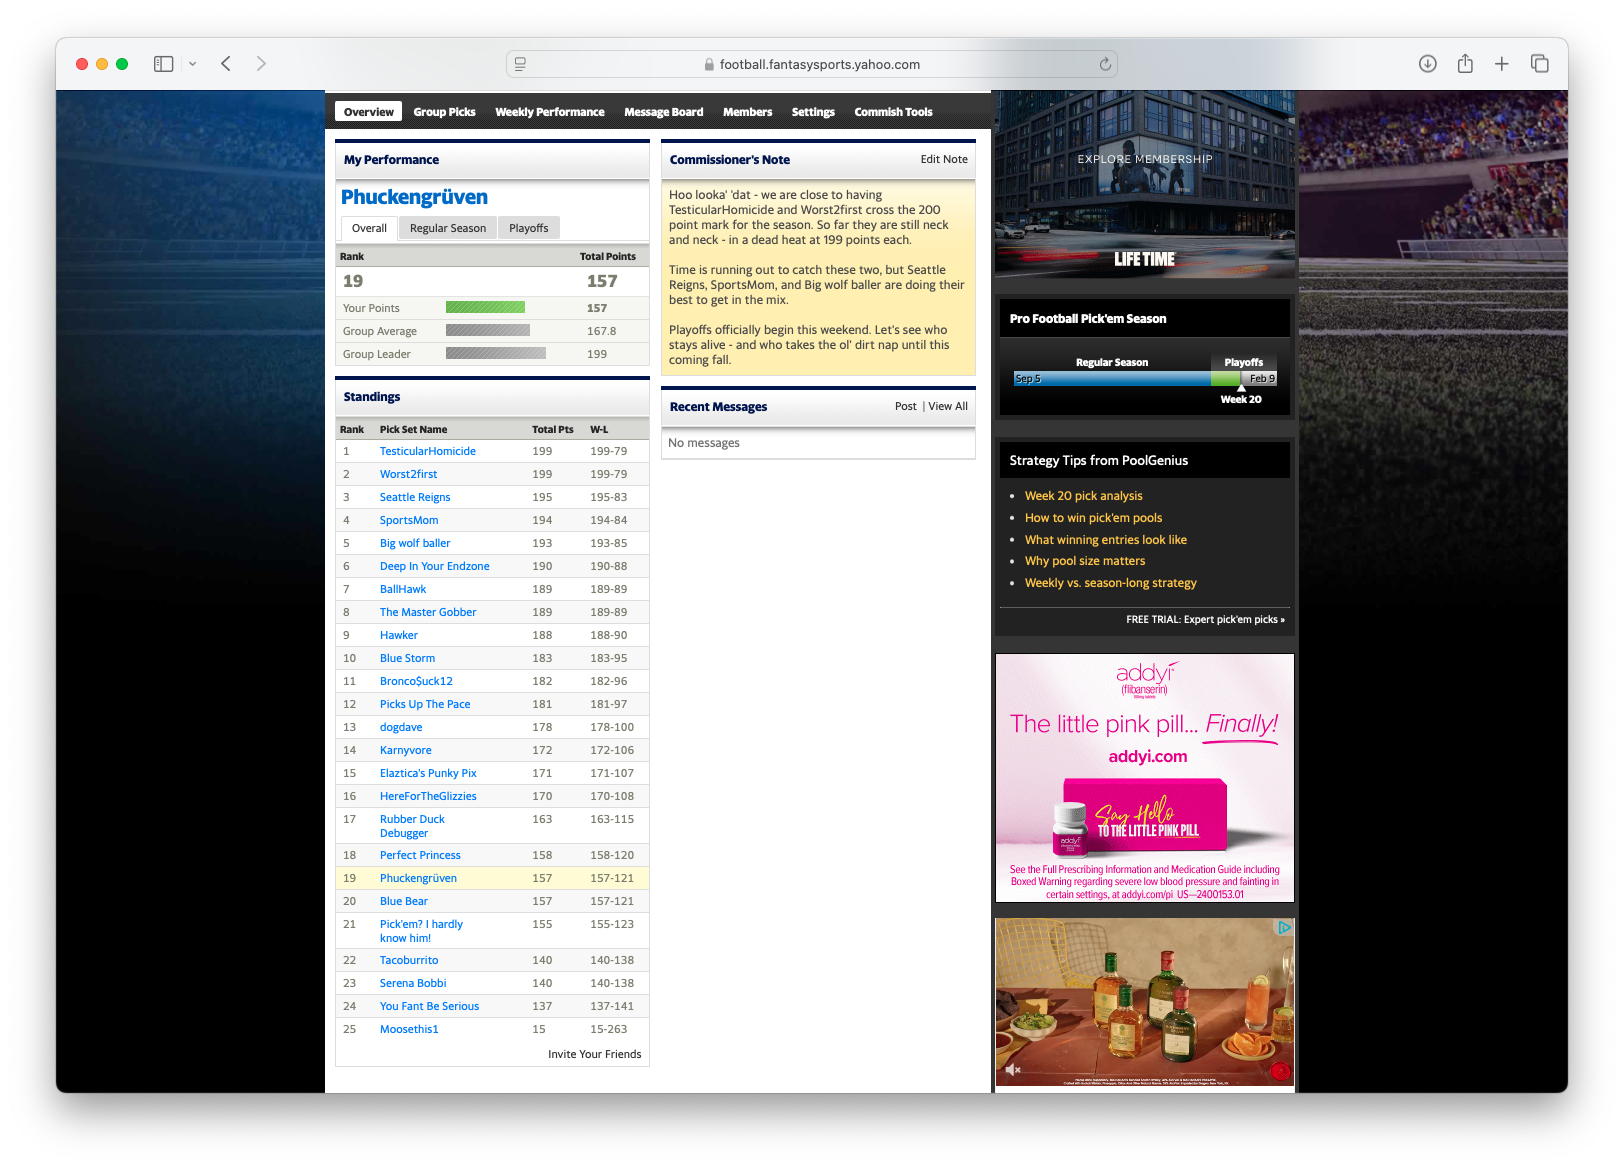 football.fantasysports.yahoo.com
Overview
Group Picks
Weekly Performance
Message Board
Members
Settings
Commish Tools
My Performance
Phuckengrüven
Overall
Regular Season
Playoffs
Rank Total Points
19 157
Your Points 157
Group Average 167.8
Group Leader 199
Standings
Rank Pick Set Name Total Pts W-L
1 TesticularHomicide 199 199-79
2 Worst2first 199 199-79
3 Seattle Reigns 195 195-83
4 SportsMom 194 194-84
5 Big wolf baller 193 193-85
6 Deep In Your Endzone 190 190-88
7 BallHawk 189 189-89
8 The Master Gobber 189 189-89
9 Hawker 188 188-90
10 Blue Storm 183 183-95
11 Bronco$uck12 182 182-96
12 Picks Up The Pace 181 181-97
13 dogdave 178 178-100
14 Karnyvore 172 172-106
15 Elaztica's Punky Pix 171 171-107
16 HereForTheGlizzies 170 170-108
17 Rubber Duck 163 163-115
Debugger
18 Perfect Princess 158 158-120
19 Phuckengrüven 157 157-121
20 Blue Bear 157 157-121
21 Pick'em? I hardly 155 155-123
know him!
22 Tacoburrito 140 140-138
23 Serena Bobbi 140 140-138
24 You Fant Be Serious 137 137-141
25 Moosethis1 15 15-263
Invite Your Friends
Commissioner's Note Edit Note
Hoo looka' 'dat - we are close to having
TesticularHomicide and Worst2first cross the 200
point mark for the season. So far they are still neck
and neck - in a dead heat at 199 points each.
Time is running out to catch these two, but Seattle
Reigns, SportsMom, and Big wolf baller are doing their
best to get in the mix.
Playoffs officially begin this weekend. Let's see who
stays alive - and who takes the ol' dirt nap until this
coming fall.
Recent Messages Post | View All
No messages
EXPLORE MEMBERSHIP
LIFE TIME
Pro Football Pick'em Season
Regular Season Playoffs
Sep 5 Feb 9
Week 20
Strategy Tips from PoolGenius
• Week 20 pick analysis
• How to win pick'em pools
• What winning entries look like
• Why pool size matters
• Weekly vs. season-long strategy
FREE TRIAL: Expert pick'em picks »
addyi
(flibanserin)
The little pink pill... Finally!
addyi.com
Say Hello
TO THE LITTLE PINK PILL
addyi
See the Full Prescribing Information and Medication Guide including
Boxed Warning regarding severe low blood pressure and fainting in
certain settings, at addyi.com/pi US—2400153.01